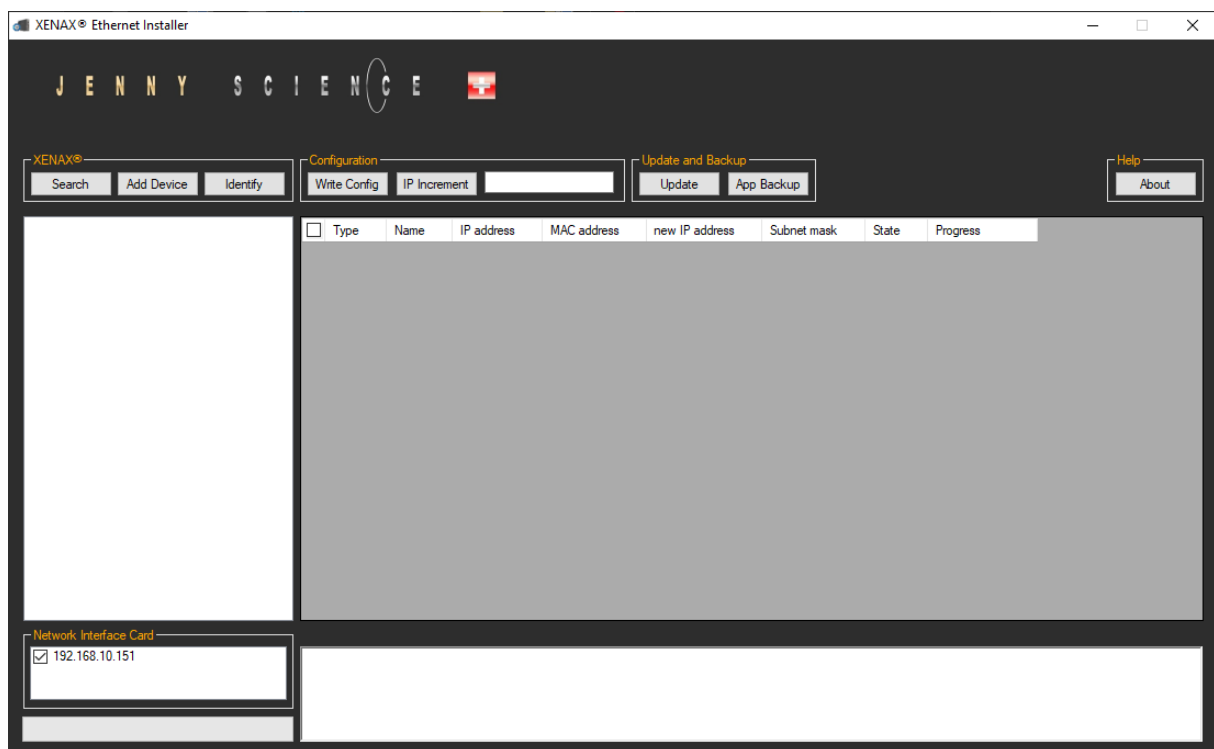 XENAX® Ethernet Installer
JENNY SCIENCE
XENAX®
Search Add Device Identify
Configuration
Write Config IP Increment
Update and Backup
Update App Backup
Help
About
Type Name IP address MAC address new IP address Subnet mask State Progress
Network Interface Card
192.168.10.151